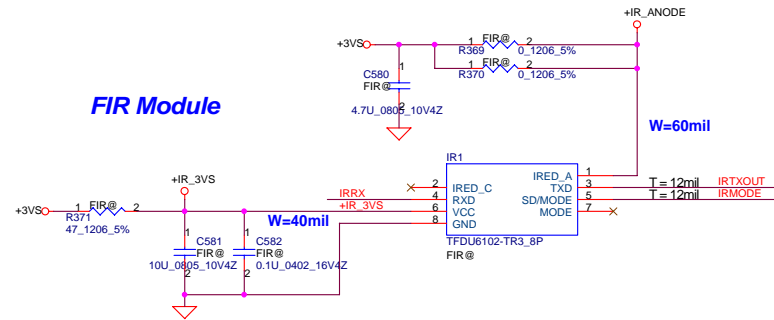 +IR_ANODE
+3VS 1 FIR@ 2
R369 0_1206_5%
1 FIR@ 2
R370 0_1206_5%
1
C580
FIR@
2
4.7U_0805_10V4Z
FIR Module
W=60mil
+IR_3VS
IR1
IRED_A 1
2 IRED_C TXD 3 T = 12mil IRTXOUT
IRRX 4 RXD SD/MODE 5 T = 12mil IRMODE
+IR_3VS 6 VCC MODE 7
8 GND
+3VS 1 FIR@ 2
R371
47_1206_5%
W=40mil
TFDU6102-TR3_8P
FIR@
1 C581
FIR@
2
10U_0805_10V4Z
1 C582
FIR@
2
0.1U_0402_16V4Z